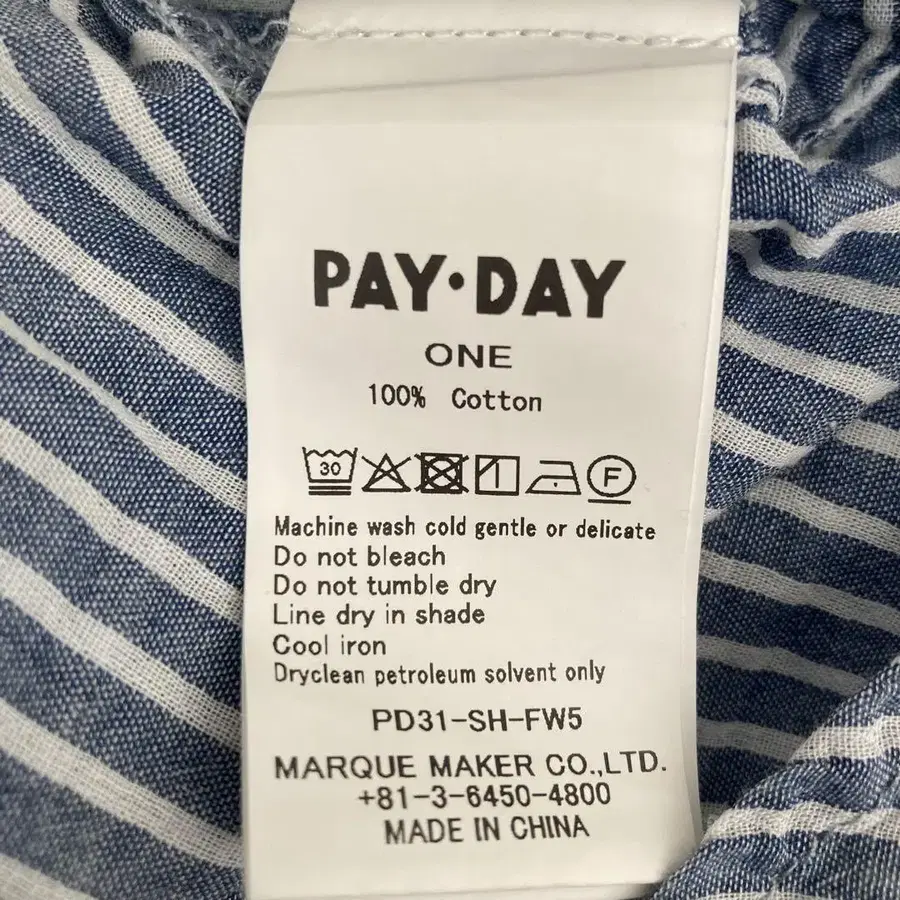 PAY·DAY
ONE
100% Cotton
30 F
Machine wash cold gentle or delicate
Do not bleach
Do not tumble dry
Line dry in shade
Cool iron
Dryclean petroleum solvent only
PD31-SH-FW5
MARQUE MAKER CO.,LTD.
+81-3-6450-4800
MADE IN CHINA